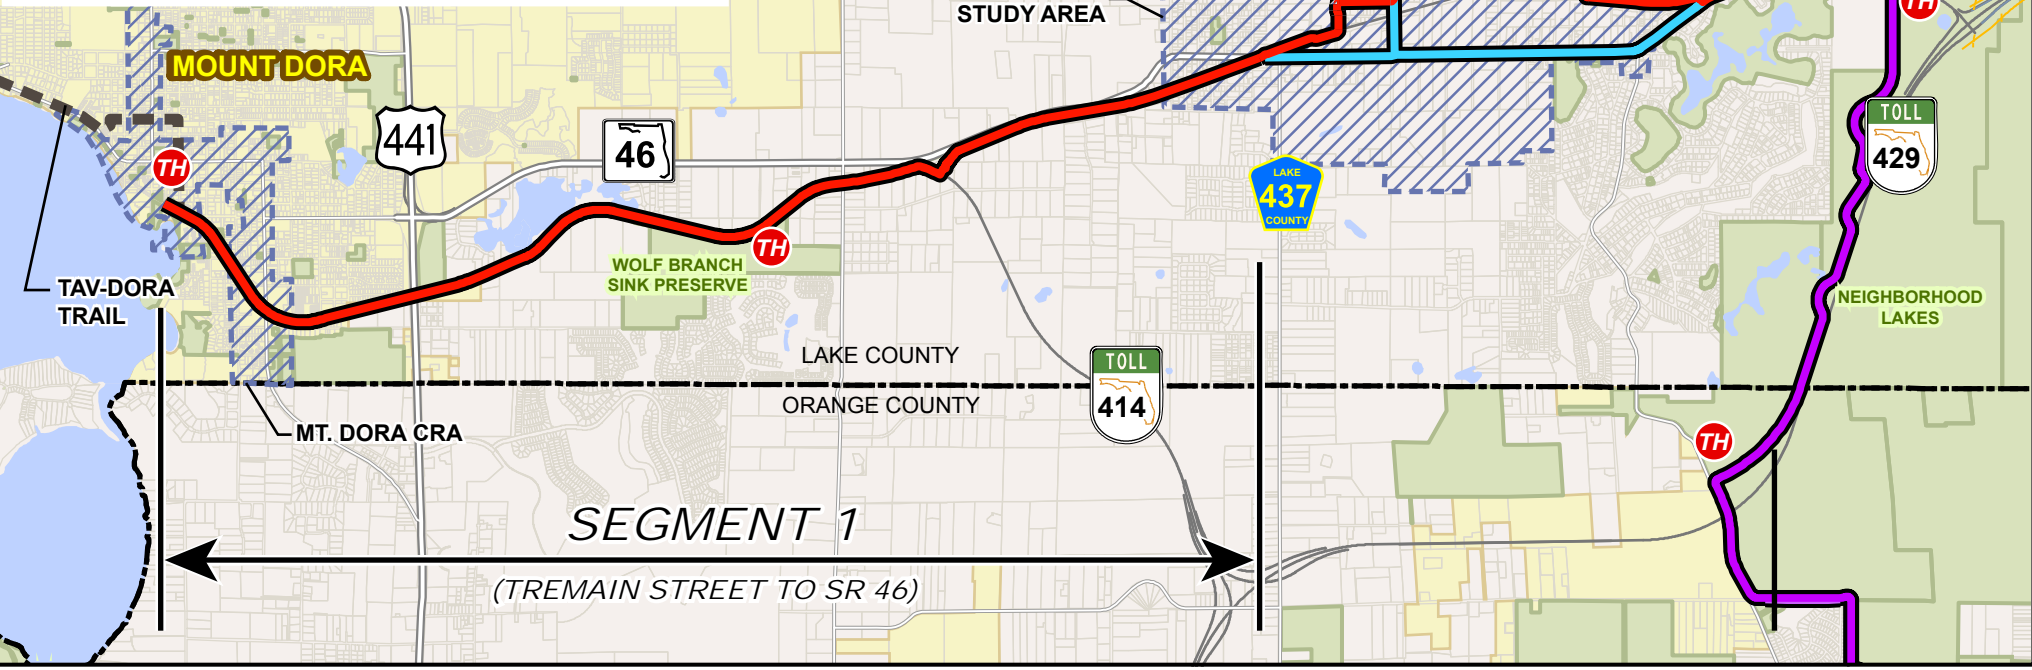 STUDY AREA
TH
MOUNT DORA
441
46
TOLL
429
TH
LAKE
437
COUNTY
TH
WOLF BRANCH
SINK PRESERVE
TAV-DORA
TRAIL
NEIGHBORHOOD
LAKES
LAKE COUNTY
TOLL
414
ORANGE COUNTY
MT. DORA CRA
TH
SEGMENT 1
(TREMAIN STREET TO SR 46)